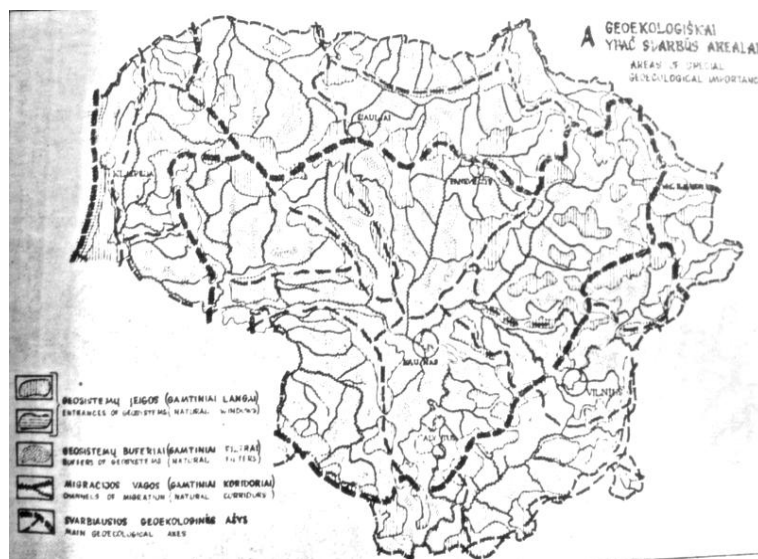 A GEOEKOLOGIŠKAI
YPAČ SVARBŪS AREALAI
AREAS OF SPECIAL
GEOECOLOGICAL IMPORTANCE
ŠIAULIAI
KLAIPĖDA
PANEVĖŽYS
KAUNAS
VILNIUS
ALYTUS
GEOSISTEMŲ ĮEIGOS (GAMTINIAI LANGAI)
ENTRANCES OF GEOSYSTEMS (NATURAL WINDOWS)
GEOSISTEMŲ BUFERIAI (GAMTINIAI FILTRAI)
BUFFERS OF GEOSYSTEMS (NATURAL FILTERS)
MIGRACIJOS VAGOS (GAMTINIAI KORIDORIAI)
CHANNELS OF MIGRATION (NATURAL CORRIDORS)
SVARBIAUSIOS GEOEKOLOGINĖS AŠYS
MAIN GEOECOLOGICAL AXES